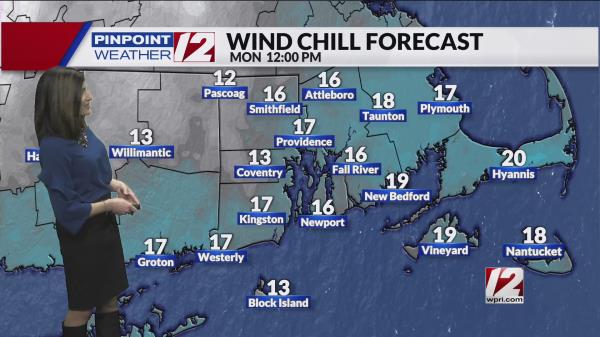 PINPOINT
WEATHER 12
WIND CHILL FORECAST
MON 12:00 PM
12
Pascoag
16
Smithfield
16
Attleboro
18
Taunton
17
Plymouth
17
Providence
13
Willimantic
Ha
13
Coventry
16
Fall River
20
Hyannis
19
New Bedford
17
Kingston
16
Newport
17
Groton
17
Westerly
19
Vineyard
18
Nantucket
13
Block Island
12
wpri.com